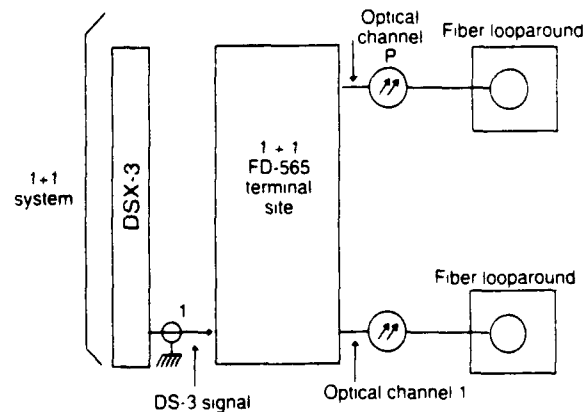 Optical
channel
P
Fiber looparound
1+1
system
DSX-3
1 + 1
FD-565
terminal
site
1
DS-3 signal
Optical channel 1
Fiber looparound